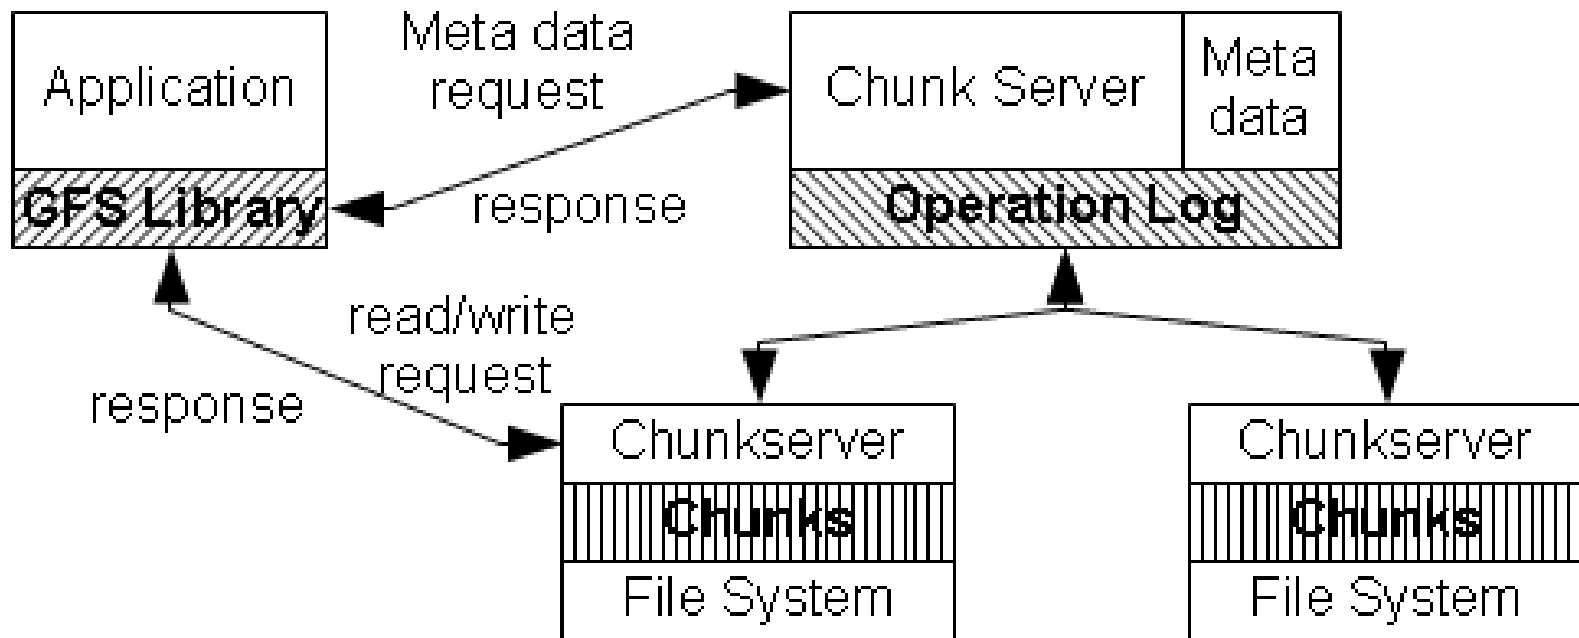 Application
GFS Library
Meta data
request
response
Chunk Server
Meta
data
Operation Log
read/write
request
response
Chunkserver
Chunks
File System
Chunkserver
Chunks
File System